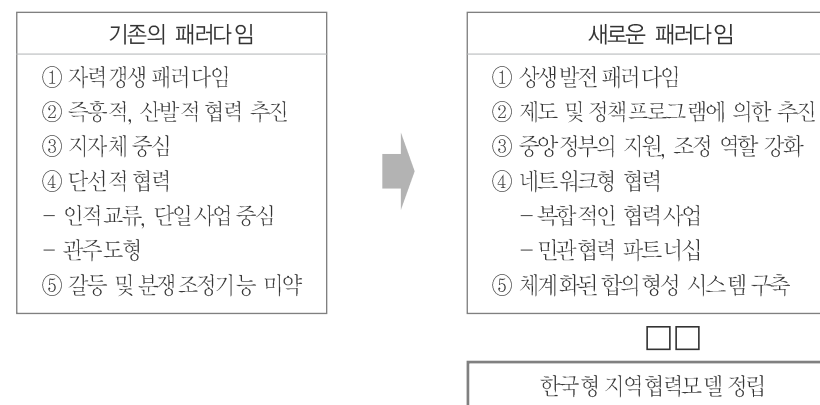 기존의 패러다임
① 자력갱생 패러다임
② 즉흥적, 산발적 협력 추진
③ 지자체 중심
④ 단선적 협력
- 인적교류, 단일사업 중심
- 관주도형
⑤ 갈등 및 분쟁조정기능 미약
새로운 패러다임
① 상생발전 패러다임
② 제도 및 정책프로그램에 의한 추진
③ 중앙정부의 지원, 조정 역할 강화
④ 네트워크형 협력
- 복합적인 협력사업
- 민관협력 파트너십
⑤ 체계화된 합의형성 시스템 구축
□□
한국형 지역협력모델 정립